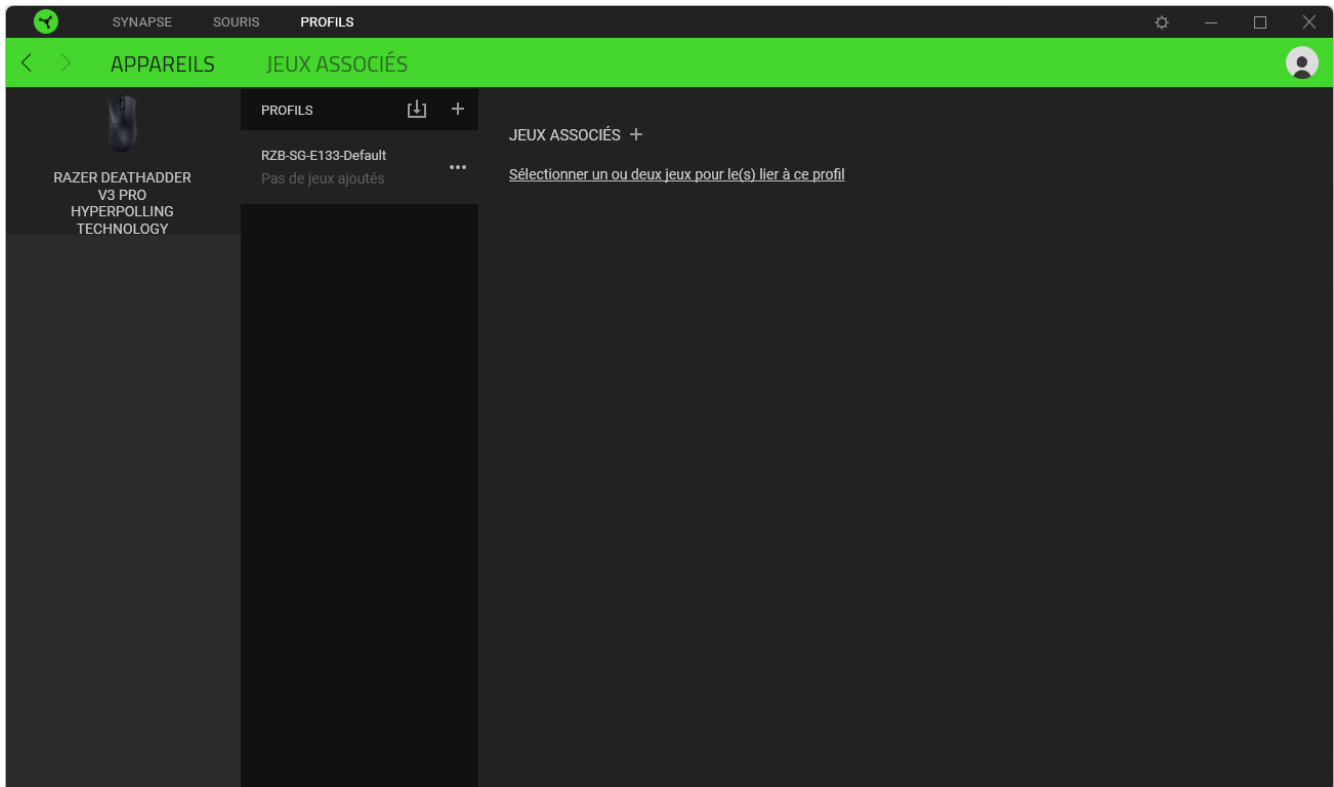 SYNAPSE SOURIS PROFILS
APPAREILS JEUX ASSOCIÉS
RAZER DEATHADDER
V3 PRO
HYPERPOLLING
TECHNOLOGY
PROFILS
RZB-SG-E133-Default
Pas de jeux ajoutés
JEUX ASSOCIÉS
Sélectionner un ou deux jeux pour le(s) lier à ce profil